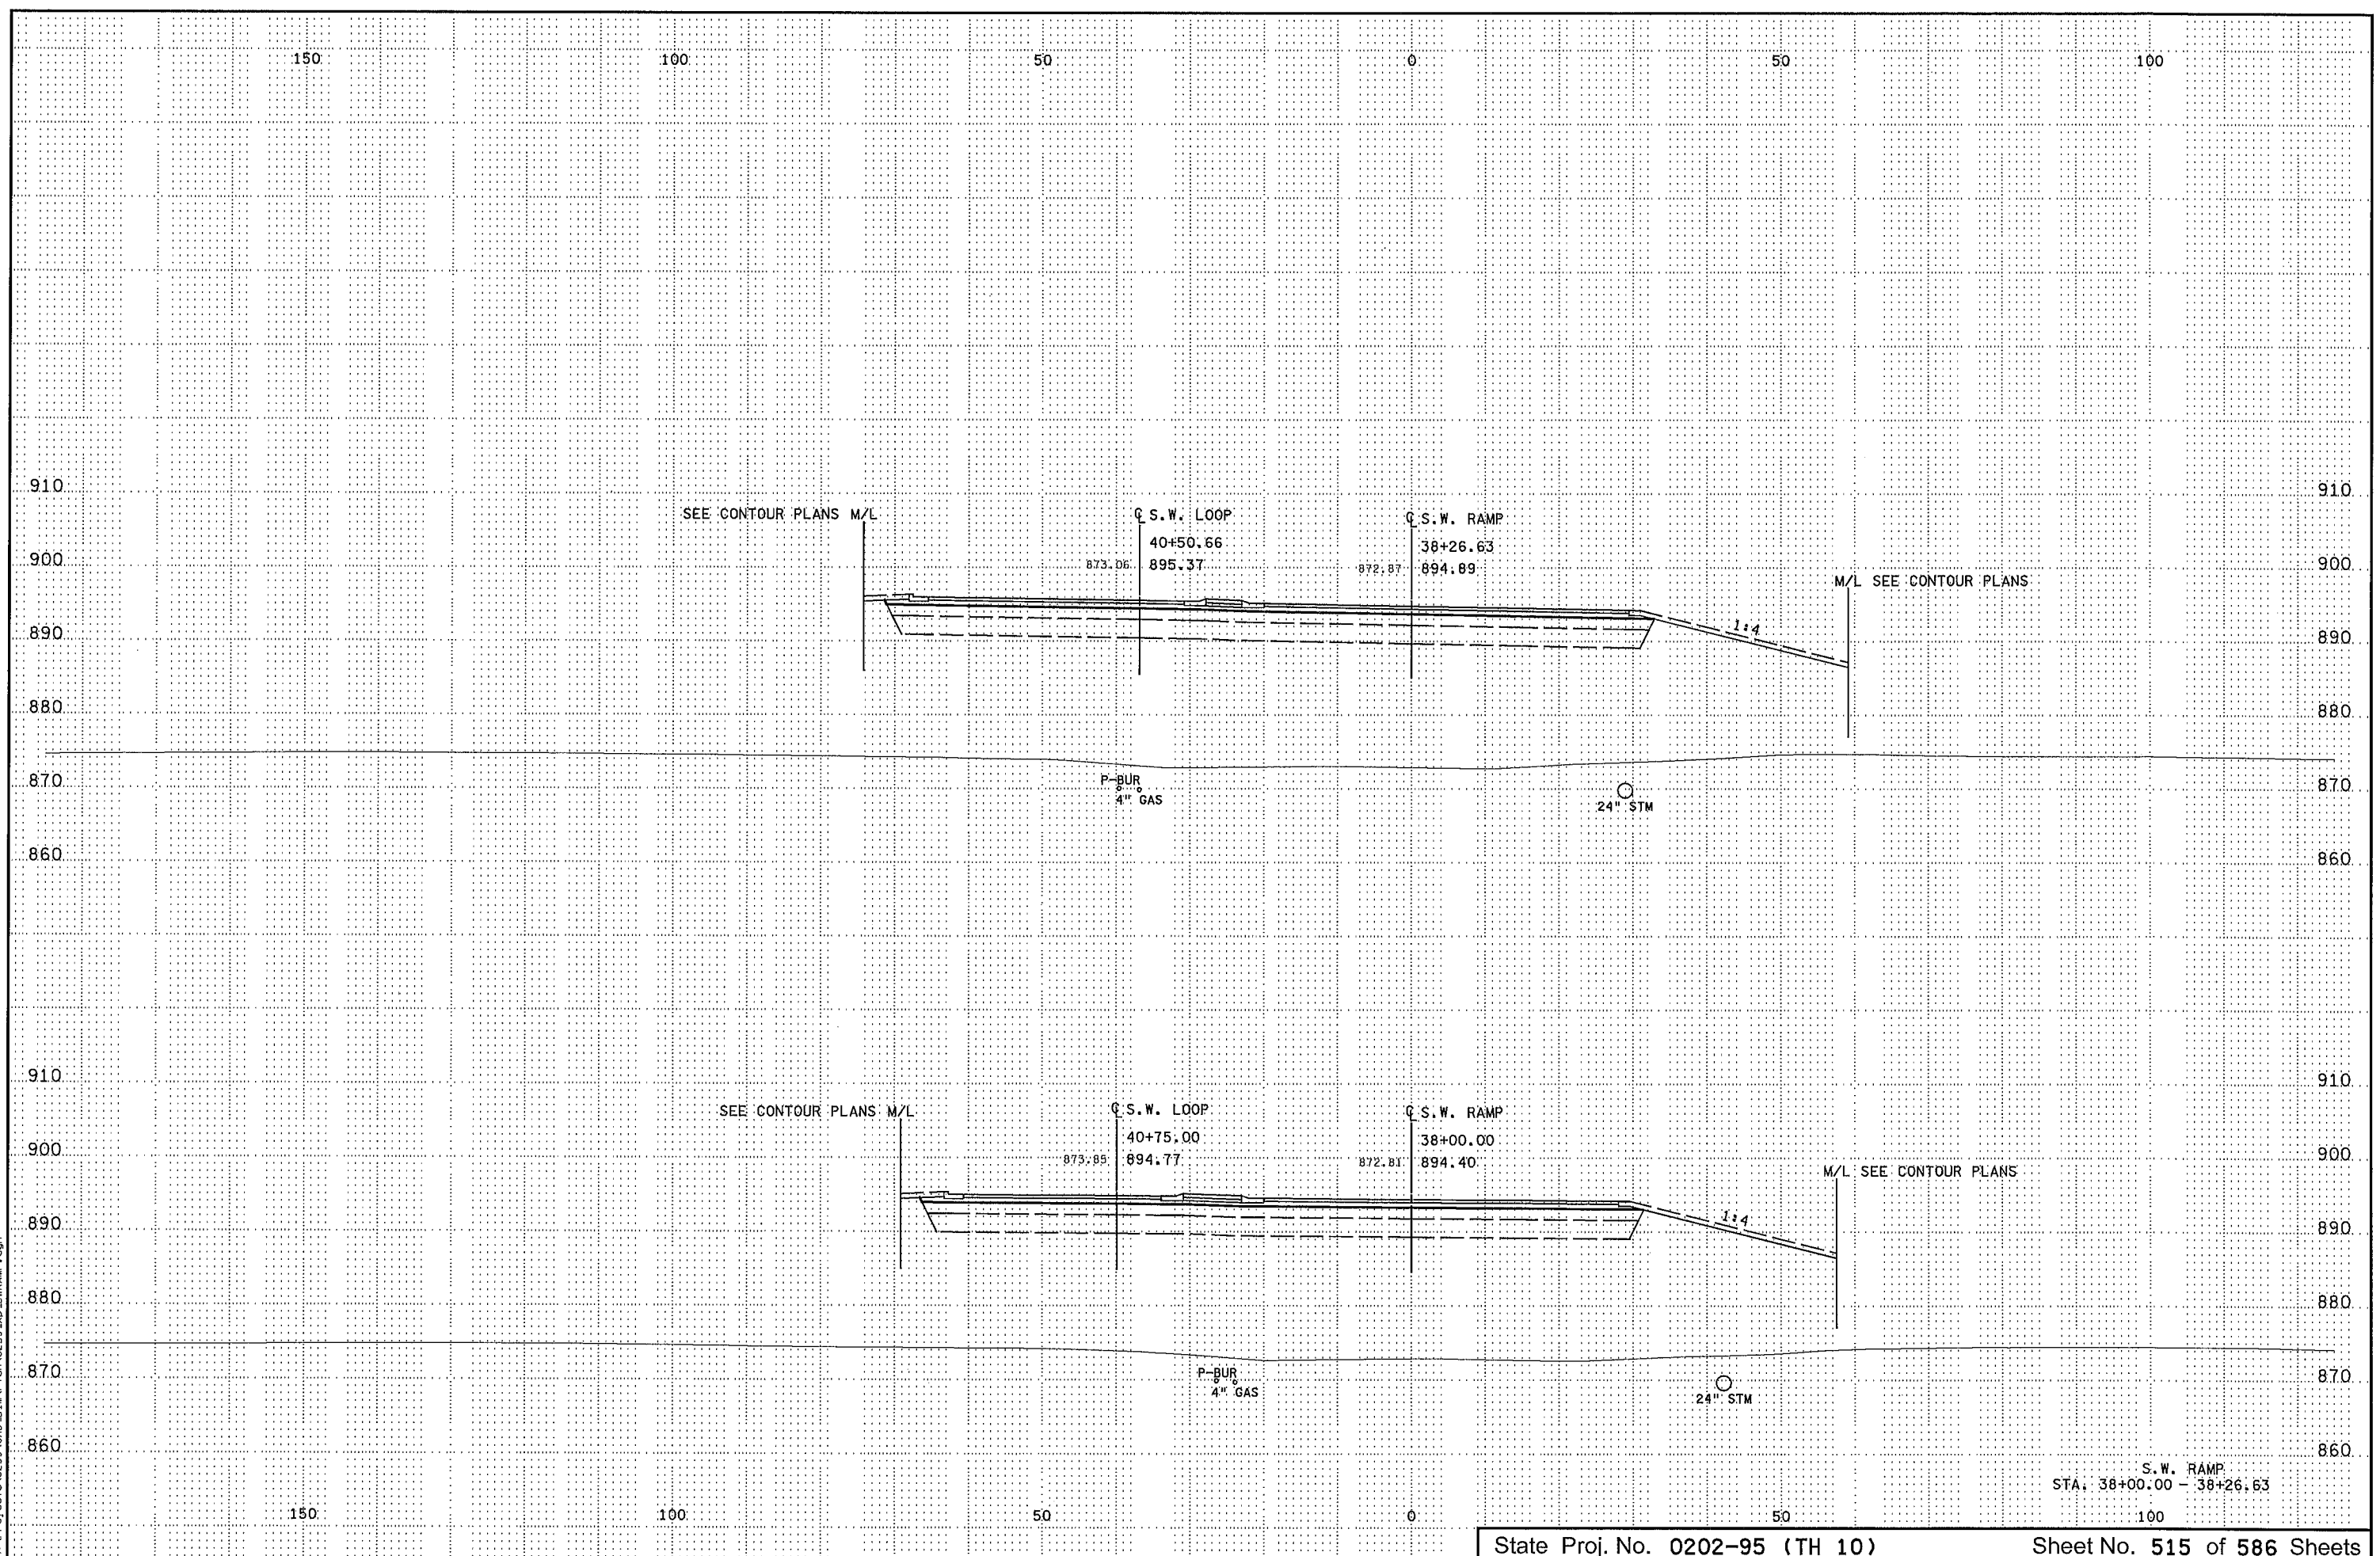 150 100 50 0 50 100
910 910
SEE CONTOUR PLANS M/L ℄ S.W. LOOP ℄ S.W. RAMP
40+50.66 38+26.63
900 873.06 895.37 872.87 894.89 900
M/L SEE CONTOUR PLANS
1:4
890 890
880 880
870 P-BUR 870
4" GAS 24" STM
860 860
910 910
SEE CONTOUR PLANS M/L ℄ S.W. LOOP ℄ S.W. RAMP
40+75.00 38+00.00
900 873.85 894.77 872.81 894.40 900
M/L SEE CONTOUR PLANS
1:4
890 890
880 880
870 P-BUR 870
4" GAS 24" STM
860 860
S.W. RAMP
STA. 38+00.00 - 38+26.63
150 100 50 0 50 100
State Proj. No. 0202-95 (TH 10) Sheet No. 515 of 586 Sheets